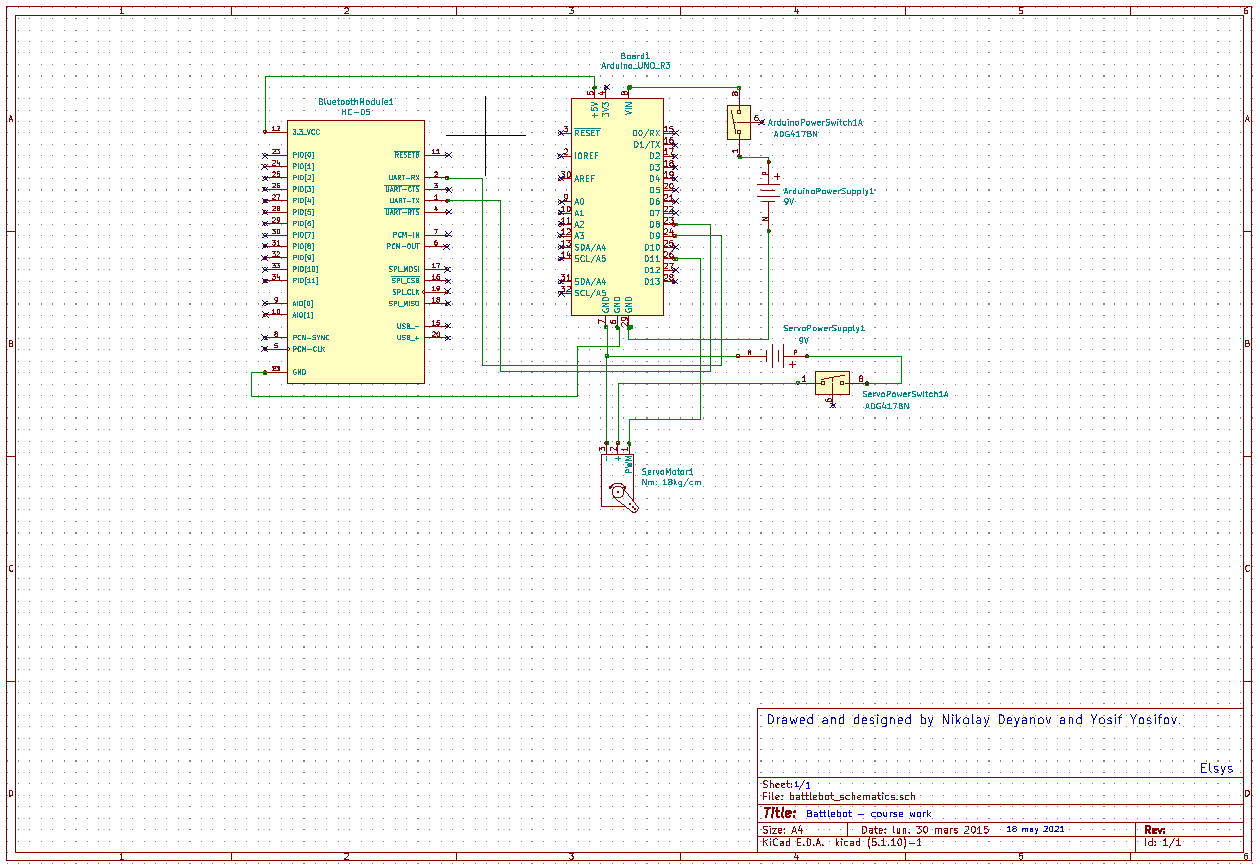 1 2 3 4 5 6
Board1
Arduino_UNO_R3
BluetoothModule1
HC-05
5 4 8
+5V 3V3 VIN
8
6
ArduinoPowerSwitch1A
ADG417BN
1
12 3.3_VCC
23 PIO[0]
24 PIO[1]
25 PIO[2]
26 PIO[3]
27 PIO[4]
28 PIO[5]
29 PIO[6]
30 PIO[7]
31 PIO[8]
32 PIO[9]
33 PIO[10]
34 PIO[11]
9 AIO[0]
10 AIO[1]
8 PCM-SYNC
5 PCM-CLK
GND
RESETB 11
UART-RX 2
UART-CTS 3
UART-TX 1
UART-RTS 4
PCM-IN 7
PCM-OUT 6
SPI_MOSI 17
SPI_CSB 16
SPI_CLK 19
SPI_MISO 18
USB_- 15
USB_+ 20
3 RESET
2 IOREF
30 AREF
9 A0
10 A1
11 A2
12 A3
13 SDA/A4
14 SCL/A5
31 SDA/A4
32 SCL/A5
D0/RX 15
D1/TX 16
D2 17
D3 18
D4 19
D5 20
D6 21
D7 22
D8 23
D9 24
D10 25
D11 26
D12 27
D13 28
GND GND GND
7 6 29
P +
ArduinoPowerSupply1
9V
N
ServoPowerSupply1
9V
N P
+
1 8
6
ServoPowerSwitch1A
ADG417BN
3 2 1
- + PWM
ServoMotor1
Nm: 18kg/cm
A
B
C
D
A
B
C
D
Drawed and designed by Nikolay Deyanov and Yosif Yosifov.
Elsys
Sheet: 1/1
File: battlebot_schematics.sch
Title: Battlebot - course work
Size: A4 Date: lun. 30 mars 2015 18 may 2021 Rev:
KiCad E.D.A. kicad (5.1.10)-1 Id: 1/1
1 2 3 4 5 6